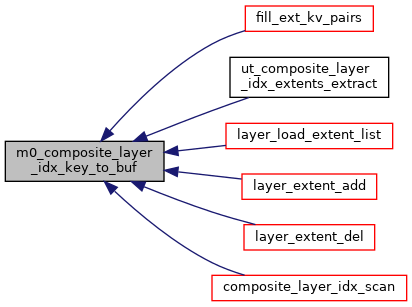 fill_ext_kv_pairs
ut_composite_layer
_idx_extents_extract
m0_composite_layer
_idx_key_to_buf
layer_load_extent_list
layer_extent_add
layer_extent_del
composite_layer_idx_scan